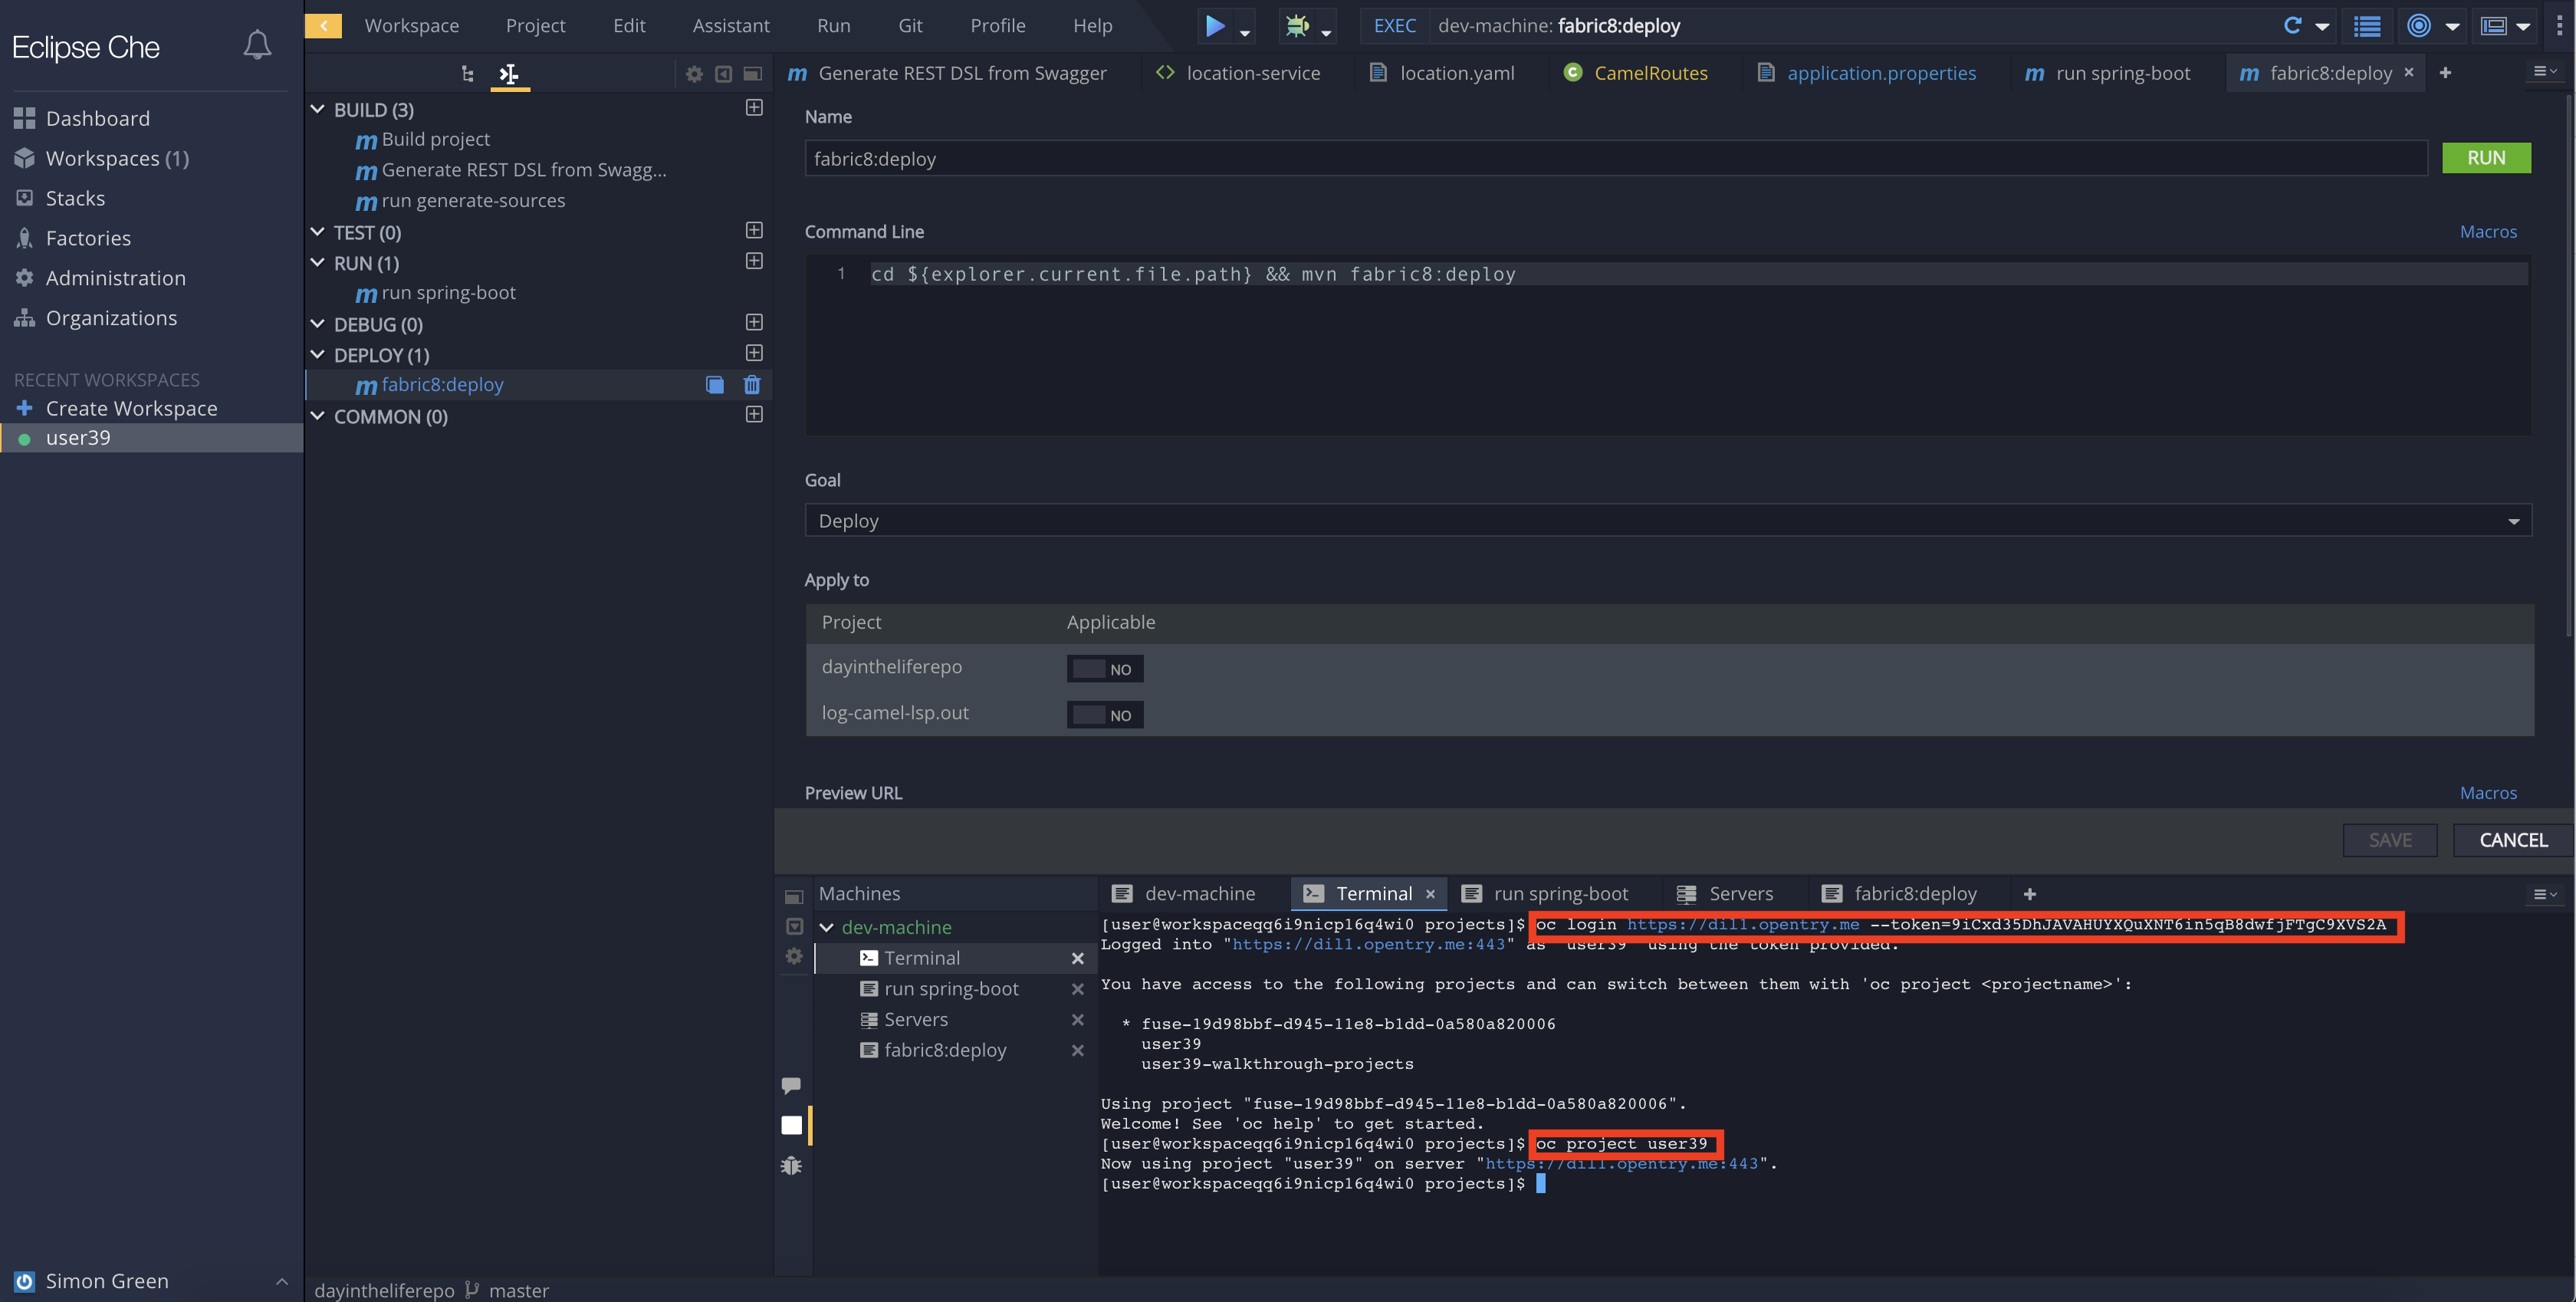 Eclipse Che
Dashboard
Workspaces (1)
Stacks
Factories
Administration
Organizations
RECENT WORKSPACES
Create Workspace
user39
Simon Green
Workspace Project Edit Assistant Run Git Profile Help
EXEC dev-machine: fabric8:deploy
BUILD (3)
m Build project
m Generate REST DSL from Swagg...
m run generate-sources
TEST (0)
RUN (1)
m run spring-boot
DEBUG (0)
DEPLOY (1)
m fabric8:deploy
COMMON (0)
m Generate REST DSL from Swagger <> location-service location.yaml C CamelRoutes application.properties m run spring-boot m fabric8:deploy × +
Name
fabric8:deploy RUN
Command Line Macros
1 cd ${explorer.current.file.path} && mvn fabric8:deploy
Goal
Deploy
Apply to
Project Applicable
dayintheliferepo NO
log-camel-lsp.out NO
Preview URL Macros
SAVE CANCEL
Machines
dev-machine
Terminal
run spring-boot
Servers
fabric8:deploy
dev-machine Terminal × run spring-boot Servers fabric8:deploy +
[user@workspaceqq6i9nicp16q4wi0 projects]$ oc login https://dil1.opentry.me --token=9iCxd35DhJAVAHUYXQuXNT6in5qB8dwfjFTgC9XVS2A
Logged into "https://dil1.opentry.me:443" as "user39" using the token provided.
You have access to the following projects and can switch between them with 'oc project <projectname>':
* fuse-19d98bbf-d945-11e8-b1dd-0a580a820006
user39
user39-walkthrough-projects
Using project "fuse-19d98bbf-d945-11e8-b1dd-0a580a820006".
Welcome! See 'oc help' to get started.
[user@workspaceqq6i9nicp16q4wi0 projects]$ oc project user39
Now using project "user39" on server "https://dil1.opentry.me:443".
[user@workspaceqq6i9nicp16q4wi0 projects]$
dayintheliferepo master